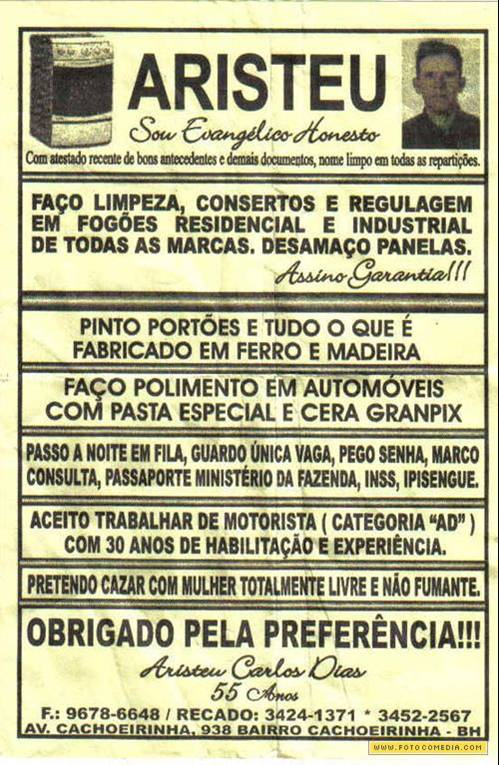 ARISTEU
Sou Evangélico Honesto
Com atestado recente de bons antecedentes e demais documentos, nome limpo em todas as repartições.
FAÇO LIMPEZA, CONSERTOS E REGULAGEM
EM FOGÕES RESIDENCIAL E INDUSTRIAL
DE TODAS AS MARCAS. DESAMAÇO PANELAS.
Assino Garantia!!!
PINTO PORTÕES E TUDO O QUE É
FABRICADO EM FERRO E MADEIRA
FAÇO POLIMENTO EM AUTOMÓVEIS
COM PASTA ESPECIAL E CERA GRANPIX
PASSO A NOITE EM FILA, GUARDO ÚNICA VAGA, PEGO SENHA, MARCO
CONSULTA, PASSAPORTE MINISTÉRIO DA FAZENDA, INSS, IPISENGUE.
ACEITO TRABALHAR DE MOTORISTA ( CATEGORIA “AD” )
COM 30 ANOS DE HABILITAÇÃO E EXPERIÊNCIA.
PRETENDO CAZAR COM MULHER TOTALMENTE LIVRE E NÃO FUMANTE.
OBRIGADO PELA PREFERÊNCIA!!!
Aristeu Carlos Dias
55 Anos
F.: 9678-6648 / RECADO: 3424-1371 * 3452-2567
AV. CACHOEIRINHA, 938 BAIRRO CACHOEIRINHA - BH
WWW.FOTOCOMEDIA.COM